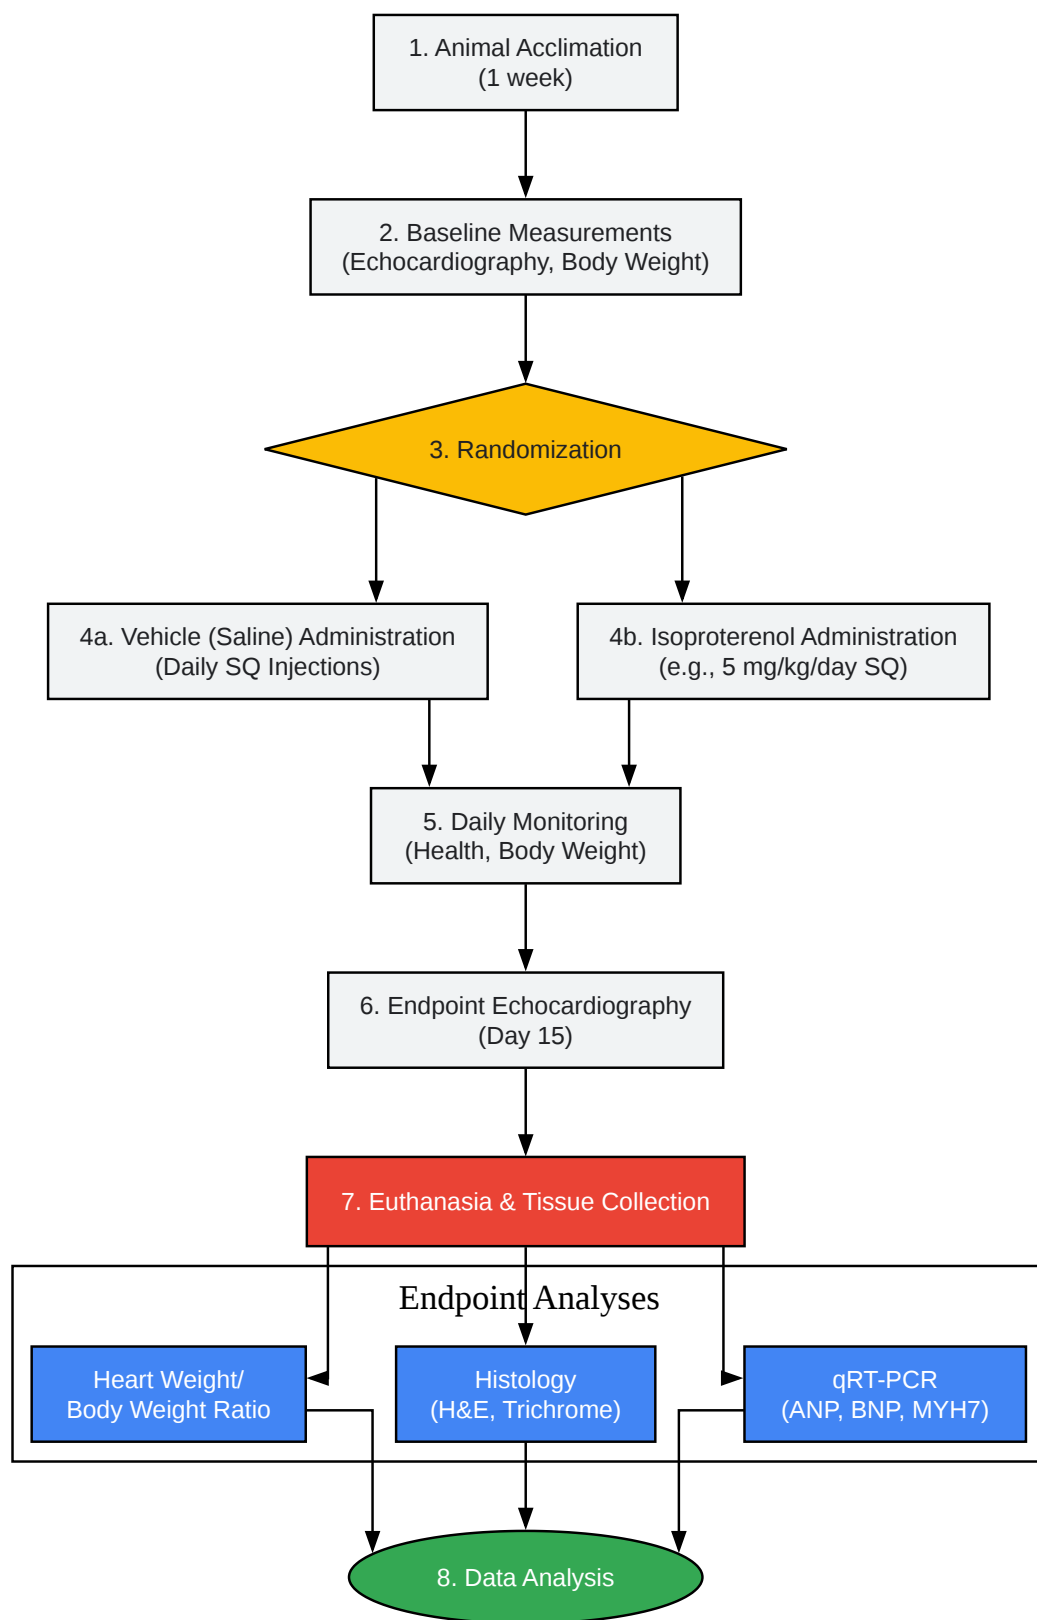 1. Animal Acclimation
(1 week)
2. Baseline Measurements
(Echocardiography, Body Weight)
3. Randomization
4a. Vehicle (Saline) Administration
(Daily SQ Injections)
4b. Isoproterenol Administration
(e.g., 5 mg/kg/day SQ)
5. Daily Monitoring
(Health, Body Weight)
6. Endpoint Echocardiography
(Day 15)
7. Euthanasia & Tissue Collection
Endpoint Analyses
Heart Weight/
Body Weight Ratio
Histology
(H&E, Trichrome)
qRT-PCR
(ANP, BNP, MYH7)
8. Data Analysis